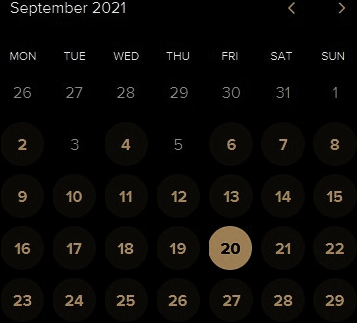 September 2021 < >
MON TUE WED THU FRI SAT SUN
26 27 28 29 30 31 1
2 3 4 5 6 7 8
9 10 11 12 13 14 15
16 17 18 19 20 21 22
23 24 25 26 27 28 29